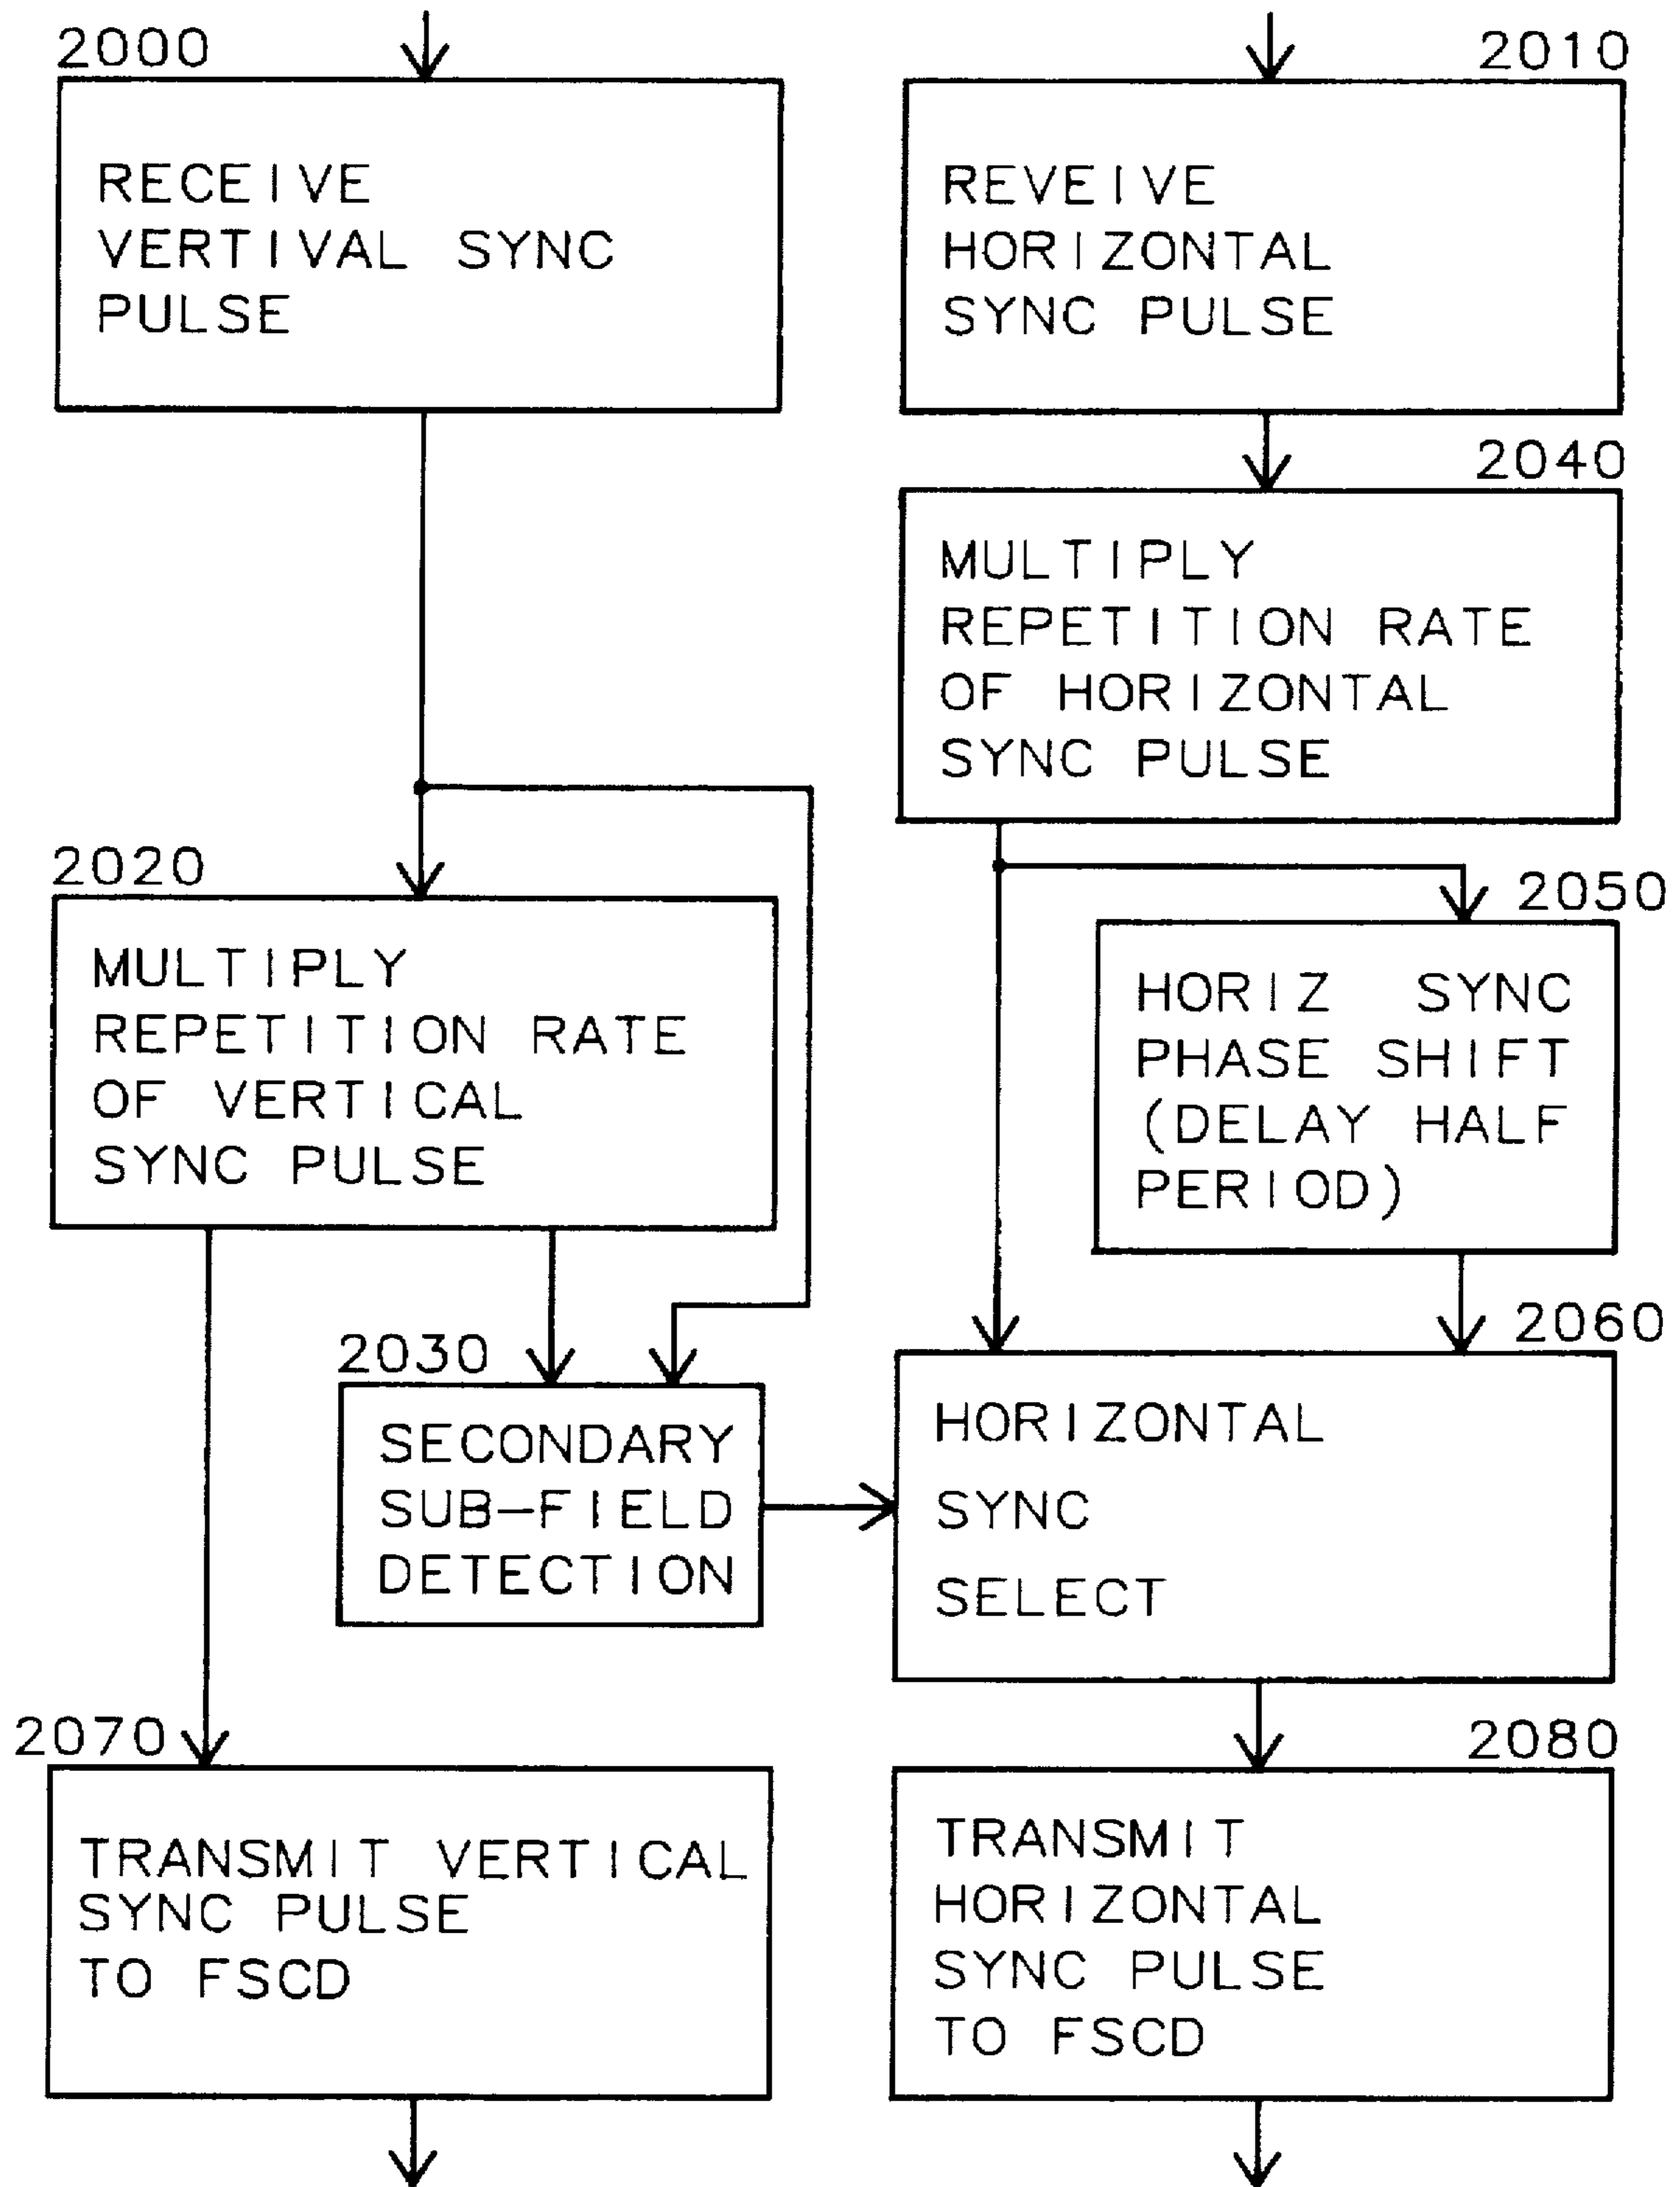 2000
RECEIVE
VERTIVAL SYNC
PULSE
2010
REVEIVE
HORIZONTAL
SYNC PULSE
2040
MULTIPLY
REPETITION RATE
OF HORIZONTAL
SYNC PULSE
2020
MULTIPLY
REPETITION RATE
OF VERTICAL
SYNC PULSE
2050
HORIZ SYNC
PHASE SHIFT
(DELAY HALF
PERIOD)
2030
SECONDARY
SUB-FIELD
DETECTION
2060
HORIZONTAL
SYNC
SELECT
2070
TRANSMIT VERTICAL
SYNC PULSE
TO FSCD
2080
TRANSMIT
HORIZONTAL
SYNC PULSE
TO FSCD